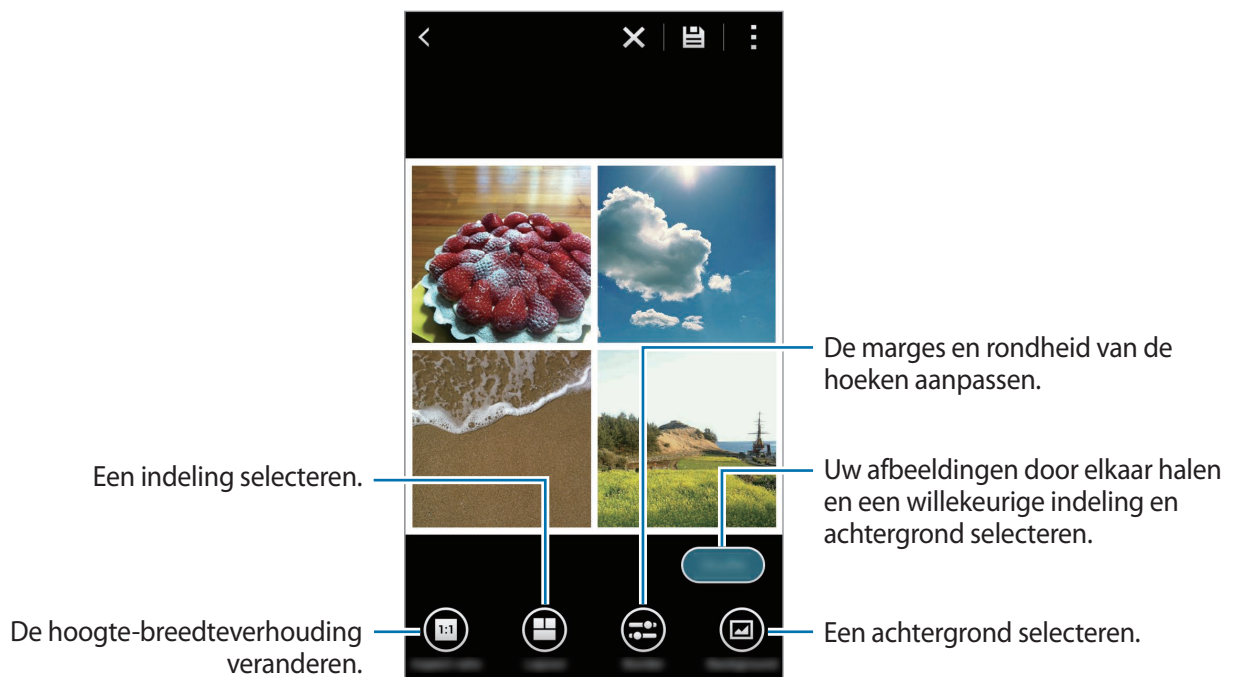 De marges en rondheid van de
hoeken aanpassen.
Een indeling selecteren.
Uw afbeeldingen door elkaar halen
en een willekeurige indeling en
achtergrond selecteren.
1:1
De hoogte-breedteverhouding
veranderen.
Een achtergrond selecteren.